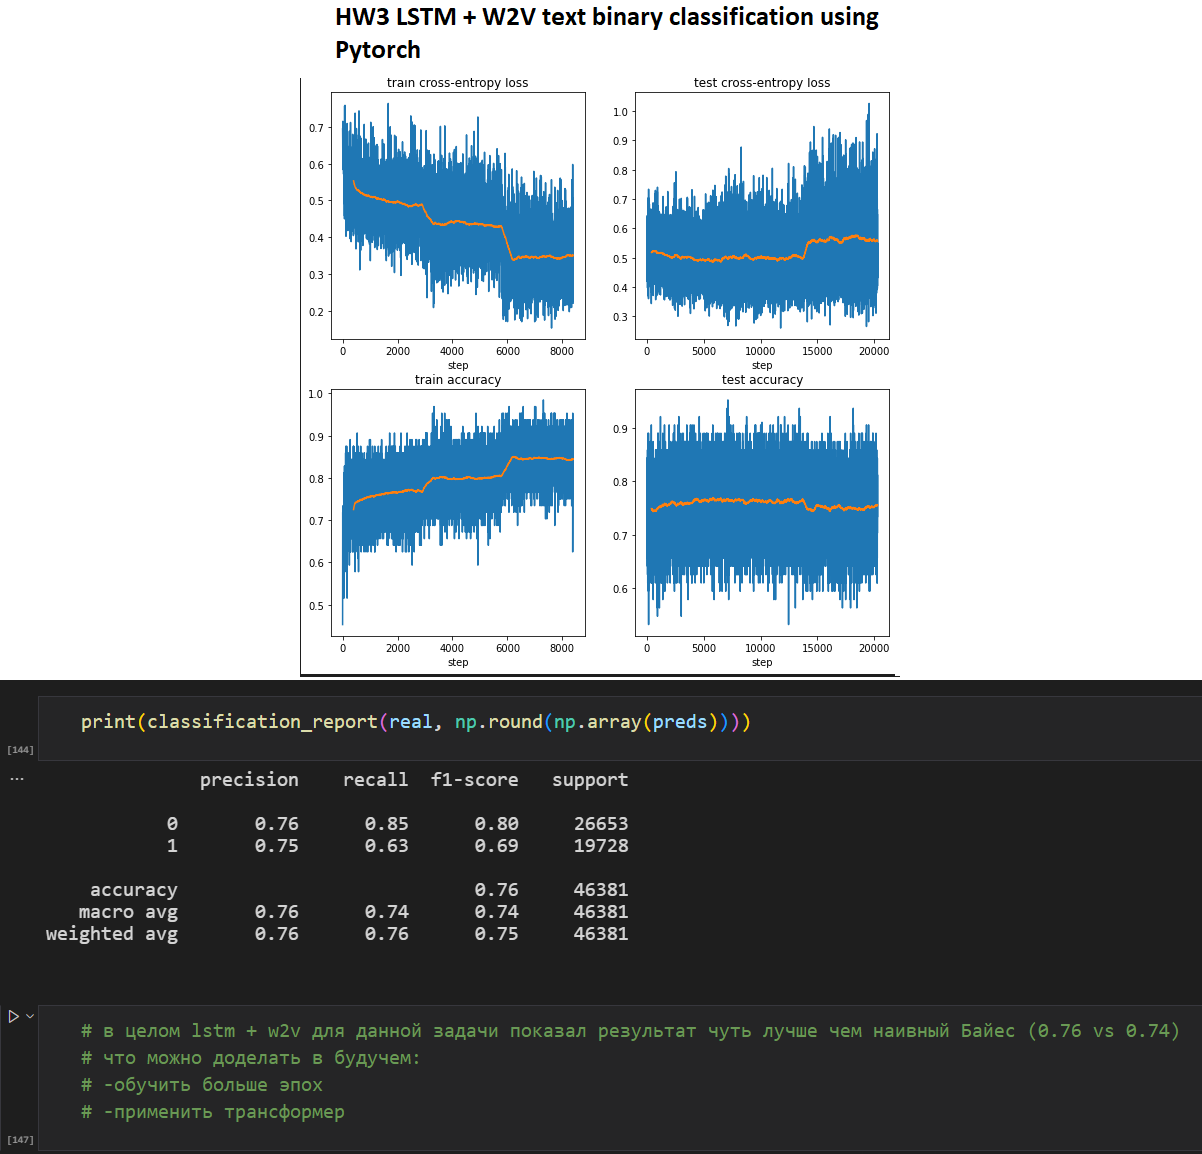 HW3 LSTM + W2V text binary classification using
Pytorch
train cross-entropy loss
0.7
0.6
0.5
0.4
0.3
0.2
0 2000 4000 6000 8000
step
test cross-entropy loss
1.0
0.9
0.8
0.7
0.6
0.5
0.4
0.3
0 5000 10000 15000 20000
step
train accuracy
1.0
0.9
0.8
0.7
0.6
0.5
0 2000 4000 6000 8000
step
test accuracy
0.9
0.8
0.7
0.6
0 5000 10000 15000 20000
step
print(classification_report(real, np.round(np.array(preds))))
[144]
...
precision recall f1-score support
0 0.76 0.85 0.80 26653
1 0.75 0.63 0.69 19728
accuracy 0.76 46381
macro avg 0.76 0.74 0.74 46381
weighted avg 0.76 0.76 0.75 46381
# в целом lstm + w2v для данной задачи показал результат чуть лучше чем наивный Байес (0.76 vs 0.74)
# что можно доделать в будучем:
# -обучить больше эпох
# -применить трансформер
[147]